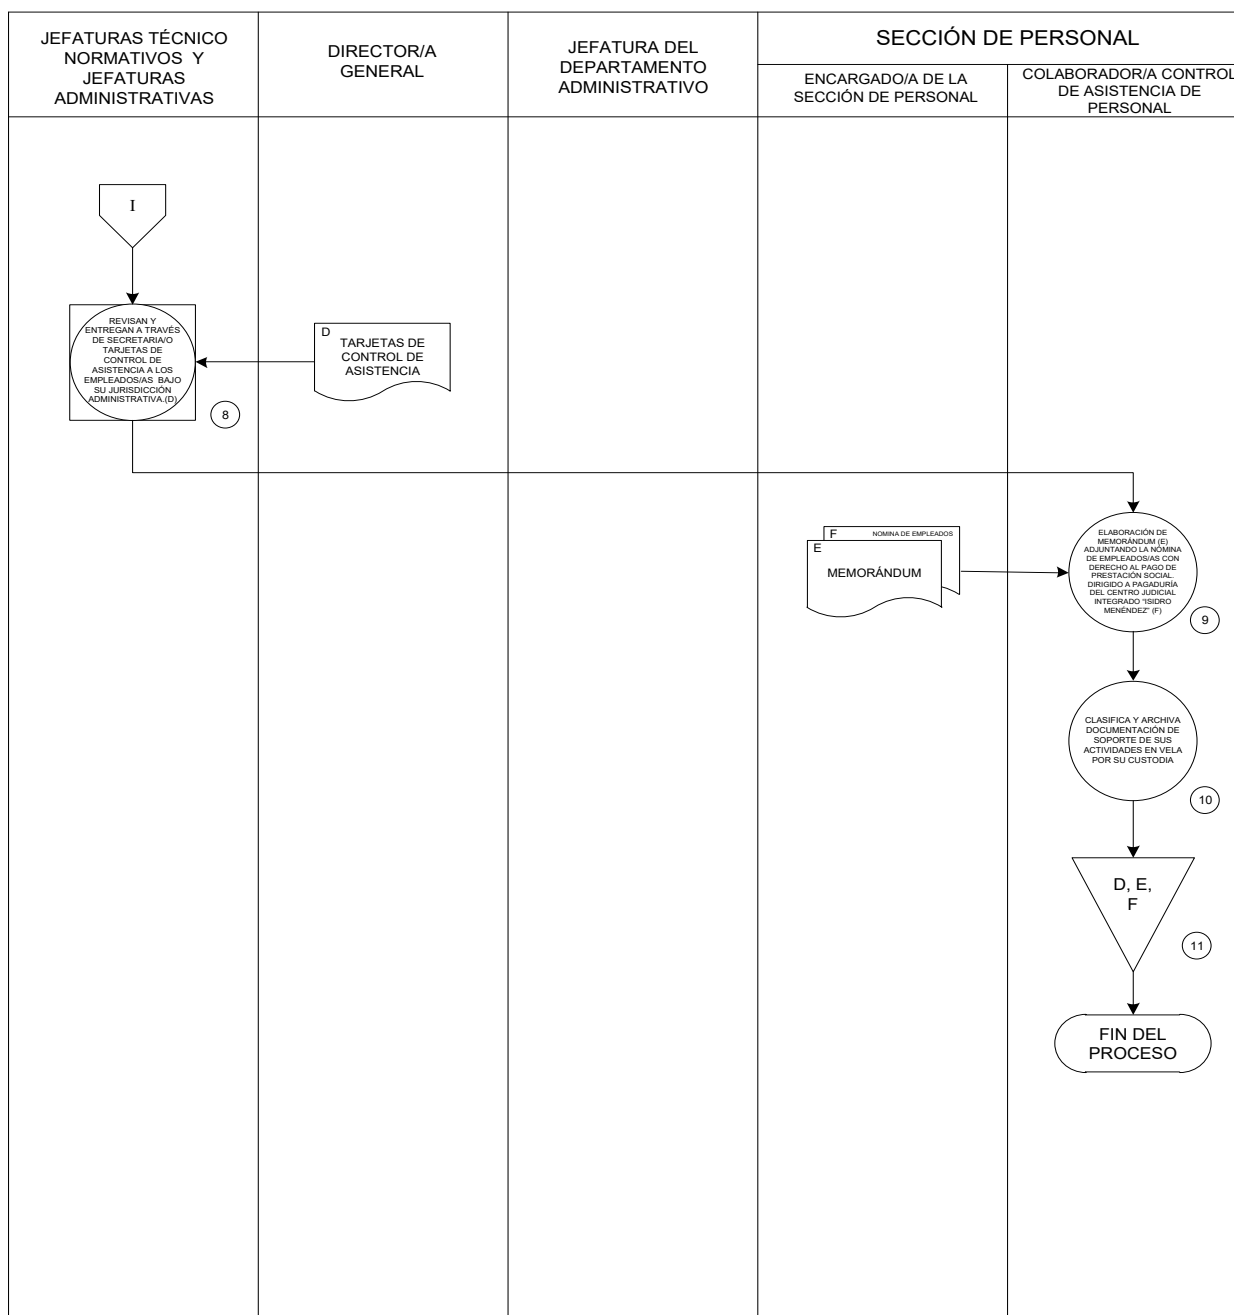 JEFATURAS TÉCNICO
NORMATIVOS Y
JEFATURAS
ADMINISTRATIVAS
DIRECTOR/A
GENERAL
JEFATURA DEL
DEPARTAMENTO
ADMINISTRATIVO
SECCIÓN DE PERSONAL
ENCARGADO/A DE LA
SECCIÓN DE PERSONAL
COLABORADOR/A CONTROL
DE ASISTENCIA DE
PERSONAL
I
REVISAN Y
ENTREGAN A TRAVÉS
DE SECRETARIA/O
TARJETAS DE
CONTROL DE
ASISTENCIA A LOS
EMPLEADOS/AS BAJO
SU JURISDICCIÓN
ADMINISTRATIVA.(D)
8
D
TARJETAS DE
CONTROL DE
ASISTENCIA
F
NOMINA DE EMPLEADOS
E
MEMORÁNDUM
ELABORACIÓN DE
MEMORÁNDUM (E)
ADJUNTANDO LA NÓMINA
DE EMPLEADOS/AS CON
DERECHO AL PAGO DE
PRESTACIÓN SOCIAL.
DIRIGIDO A PAGADURÍA
DEL CENTRO JUDICIAL
INTEGRADO "ISIDRO
MENÉNDEZ" (F)
9
CLASIFICA Y ARCHIVA
DOCUMENTACIÓN DE
SOPORTE DE SUS
ACTIVIDADES EN VELA
POR SU CUSTODIA
10
D, E,
F
11
FIN DEL
PROCESO